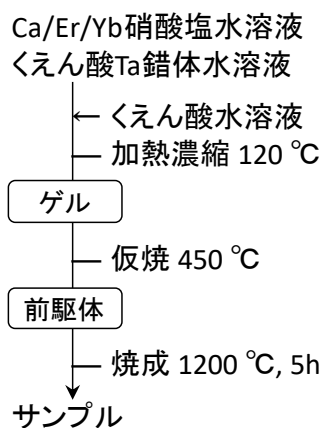 Ca/Er/Yb硝酸塩水溶液
くえん酸Ta錯体水溶液
くえん酸水溶液
加熱濃縮 120 ℃
ゲル
仮焼 450 ℃
前駆体
焼成 1200 ℃, 5h
サンプル